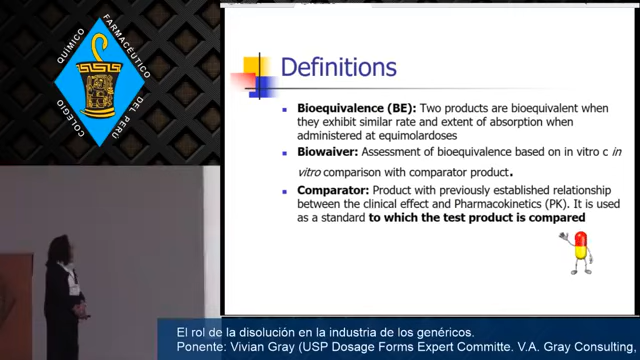 QUÍMICO FARMACÉUTICO
COLEGIO DEL PERU
Definitions
Bioequivalence (BE): Two products are bioequivalent when
they exhibit similar rate and extent of absorption when
administered at equimolardoses
Biowaiver: Assessment of bioequivalence based on in vitro c in
vitro comparison with comparator product.
Comparator: Product with previously established relationship
between the clinical effect and Pharmacokinetics (PK). It is used
as a standard to which the test product is compared
El rol de la disolución en la industria de los genéricos.
Ponente: Vivian Gray (USP Dosage Forms Expert Committe. V.A. Gray Consulting,